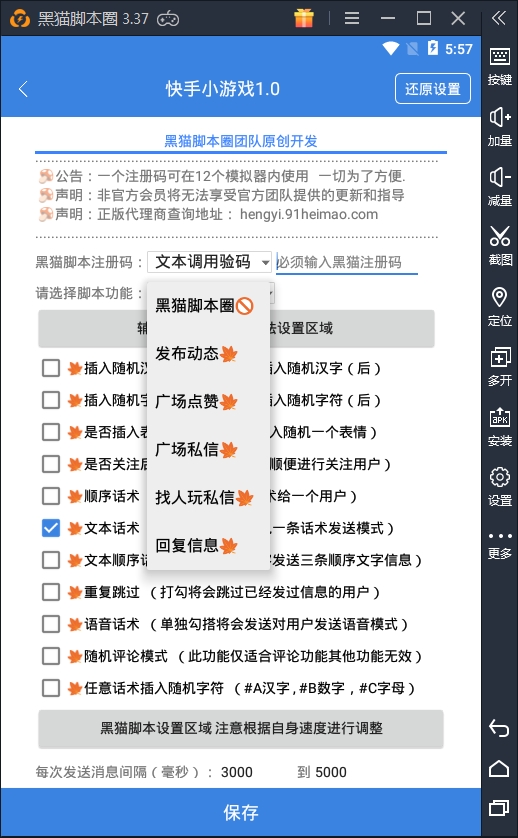 黑猫脚本圈 3.37
5:57
快手小游戏1.0
还原设置
黑猫脚本圈团队原创开发
公告：一个注册码可在12个模拟器内使用 一切为了方便.
声明：非官方会员将无法享受官方团队提供的更新和指导
声明：正版代理商查询地址：hengyi.91heimao.com
黑猫脚本注册码：
文本调用验码
必须输入黑猫注册码
请选择脚本功能：
黑猫脚本圈
发布动态
广场点赞
广场私信
找人玩私信
回复信息
辅
法设置区域
插入随机汉
插入随机汉字（后）
插入随机字
插入随机字符（后）
是否插入表
入随机一个表情）
是否关注后
顺便进行关注用户）
顺序话术
术给一个用户）
文本话术
一条话术发送模式）
文本顺序话
发送三条顺序文字信息）
重复跳过（打勾将会跳过已经发过信息的用户）
语音话术（单独勾搭将会发送对用户发送语音模式）
随机评论模式（此功能仅适合评论功能其他功能无效）
任意话术插入随机字符（#A汉字,#B数字，#C字母）
黑猫脚本设置区域 注意根据自身速度进行调整
每次发送消息间隔（毫秒）：
3000
到
5000
保存
按键
加量
减量
截图
定位
多开
APK
安装
设置
更多